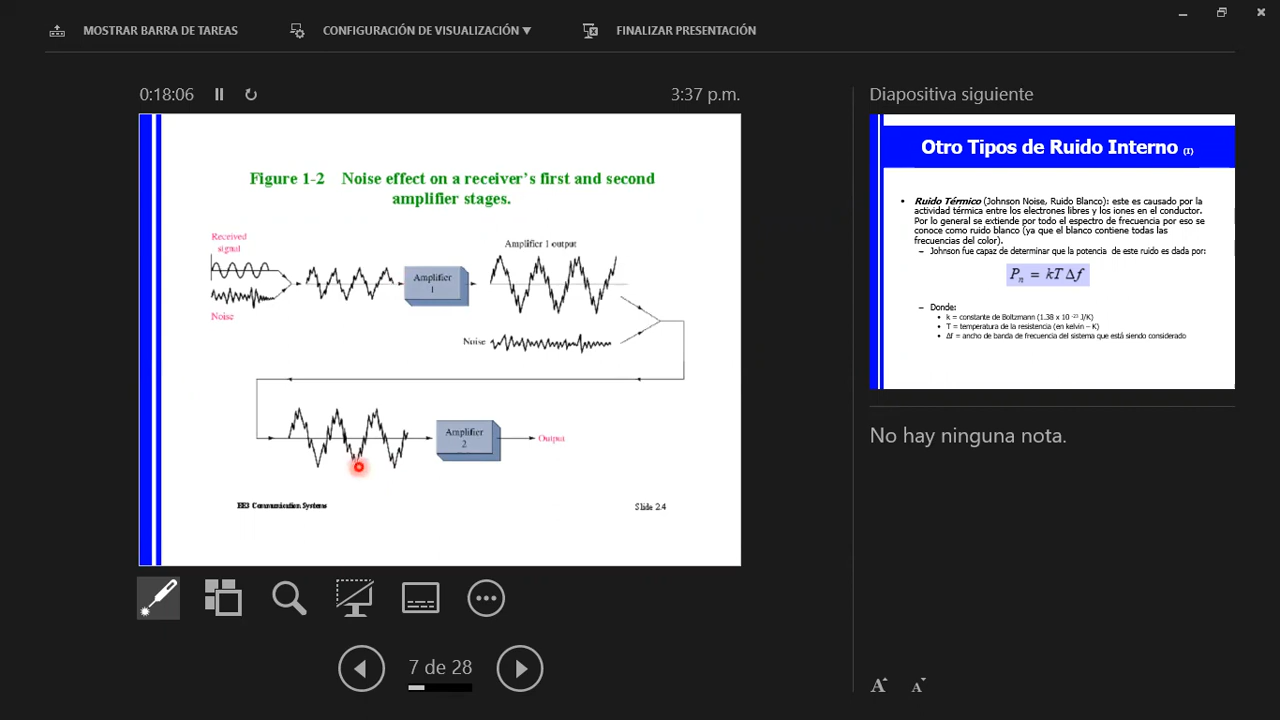 MOSTRAR BARRA DE TAREAS
CONFIGURACIÓN DE VISUALIZACIÓN ▼
FINALIZAR PRESENTACIÓN
0:18:06
3:37 p.m.
Figure 1-2 Noise effect on a receiver's first and second
amplifier stages.
Received
signal
Noise
Amplifier
1
Amplifier 1 output
Noise
Amplifier
2
Output
EE3 Communication Systems
Slide 2.4
7 de 28
Diapositiva siguiente
Otro Tipos de Ruido Interno (I)
• Ruido Térmico (Johnson Noise, Ruido Blanco): este es causado por la
actividad térmica entre los electrones libres y los iones en el conductor.
Por lo general se extiende por todo el espectro de frecuencia por eso se
conoce como ruido blanco (ya que el blanco contiene todas las
frecuencias del color).
– Johnson fue capaz de determinar que la potencia de este ruido es dada por:
Pn = kT Δf
– Donde:
• k = constante de Boltzmann (1.38 x 10 -23 J/K)
• T = temperatura de la resistencia (en kelvin – K)
• Δf = ancho de banda de frecuencia del sistema que está siendo considerado
No hay ninguna nota.
A A